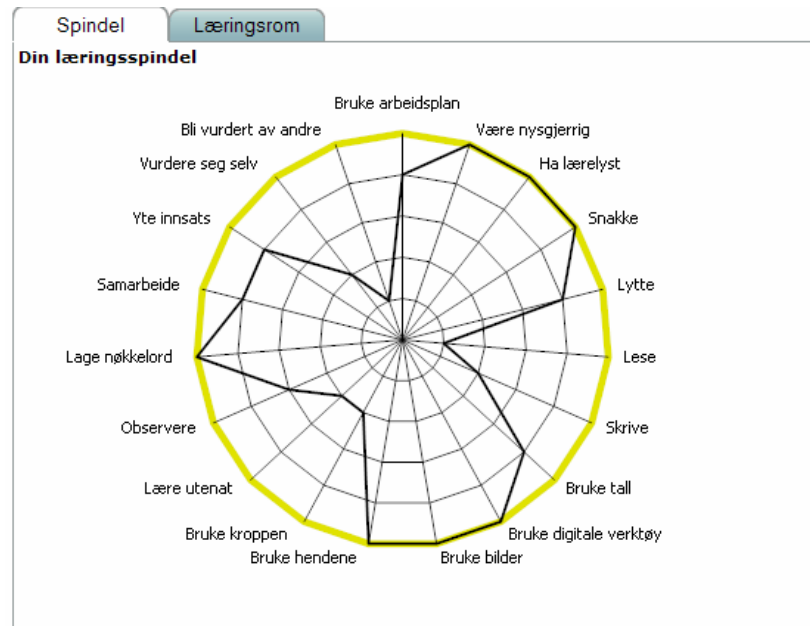 Spindel
Læringsrom
Din læringsspindel
Bruke arbeidsplan
Bli vurdert av andre
Være nysgjerrig
Vurdere seg selv
Ha lærelyst
Yte innsats
Snakke
Samarbeide
Lytte
Lage nøkkelord
Lese
Observere
Skrive
Lære utenat
Bruke tall
Bruke kroppen
Bruke digitale verktøy
Bruke hendene
Bruke bilder